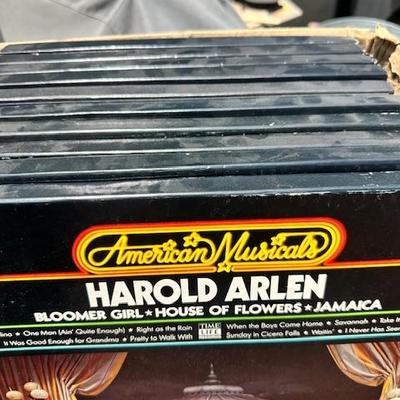 American Musicals
HAROLD ARLEN
BLOOMER GIRL ★ HOUSE OF FLOWERS ★ JAMAICA
• One Man (Ain' Quite Enough) • Right as the Rain TIME LIFE When the Boys Come Home • Savannah • Take
It Was Good Enough for Grandma • Pretty to Walk With Sunday in Cicero Falls • Waitin' • I Never Has Seen